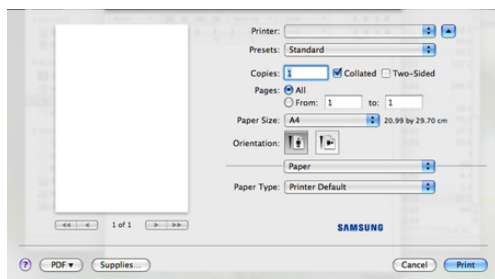 Printer:
Presets: Standard
Copies: 1 Collated Two-Sided
Pages: All
From: 1 to: 1
Paper Size: A4 20.99 by 29.70 cm
Orientation:
Paper
Paper Type: Printer Default
1 of 1
SAMSUNG
? PDF Supplies... Cancel Print